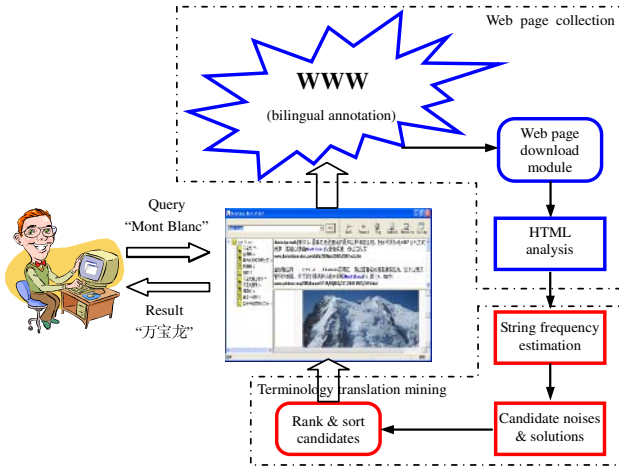 Web page collection
WWW
(bilingual annotation)
Web page
download
module
Query
“Mont Blanc”
HTML
analysis
Result
“万宝龙”
String frequency
estimation
Terminology translation mining
Rank & sort
candidates
Candidate noises
& solutions